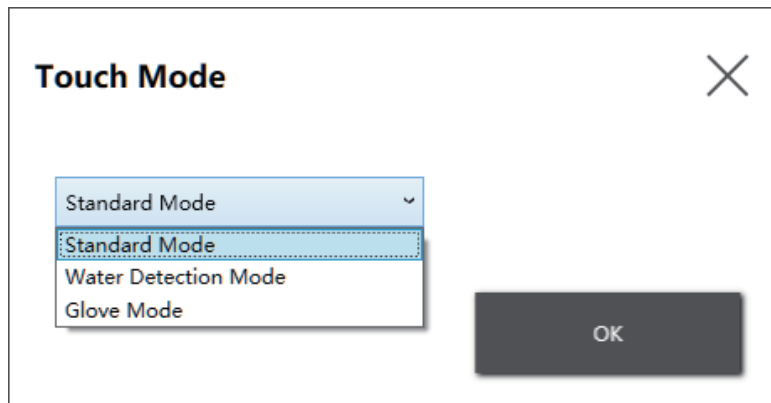 Touch Mode
Standard Mode
Standard Mode
Water Detection Mode
Glove Mode
OK